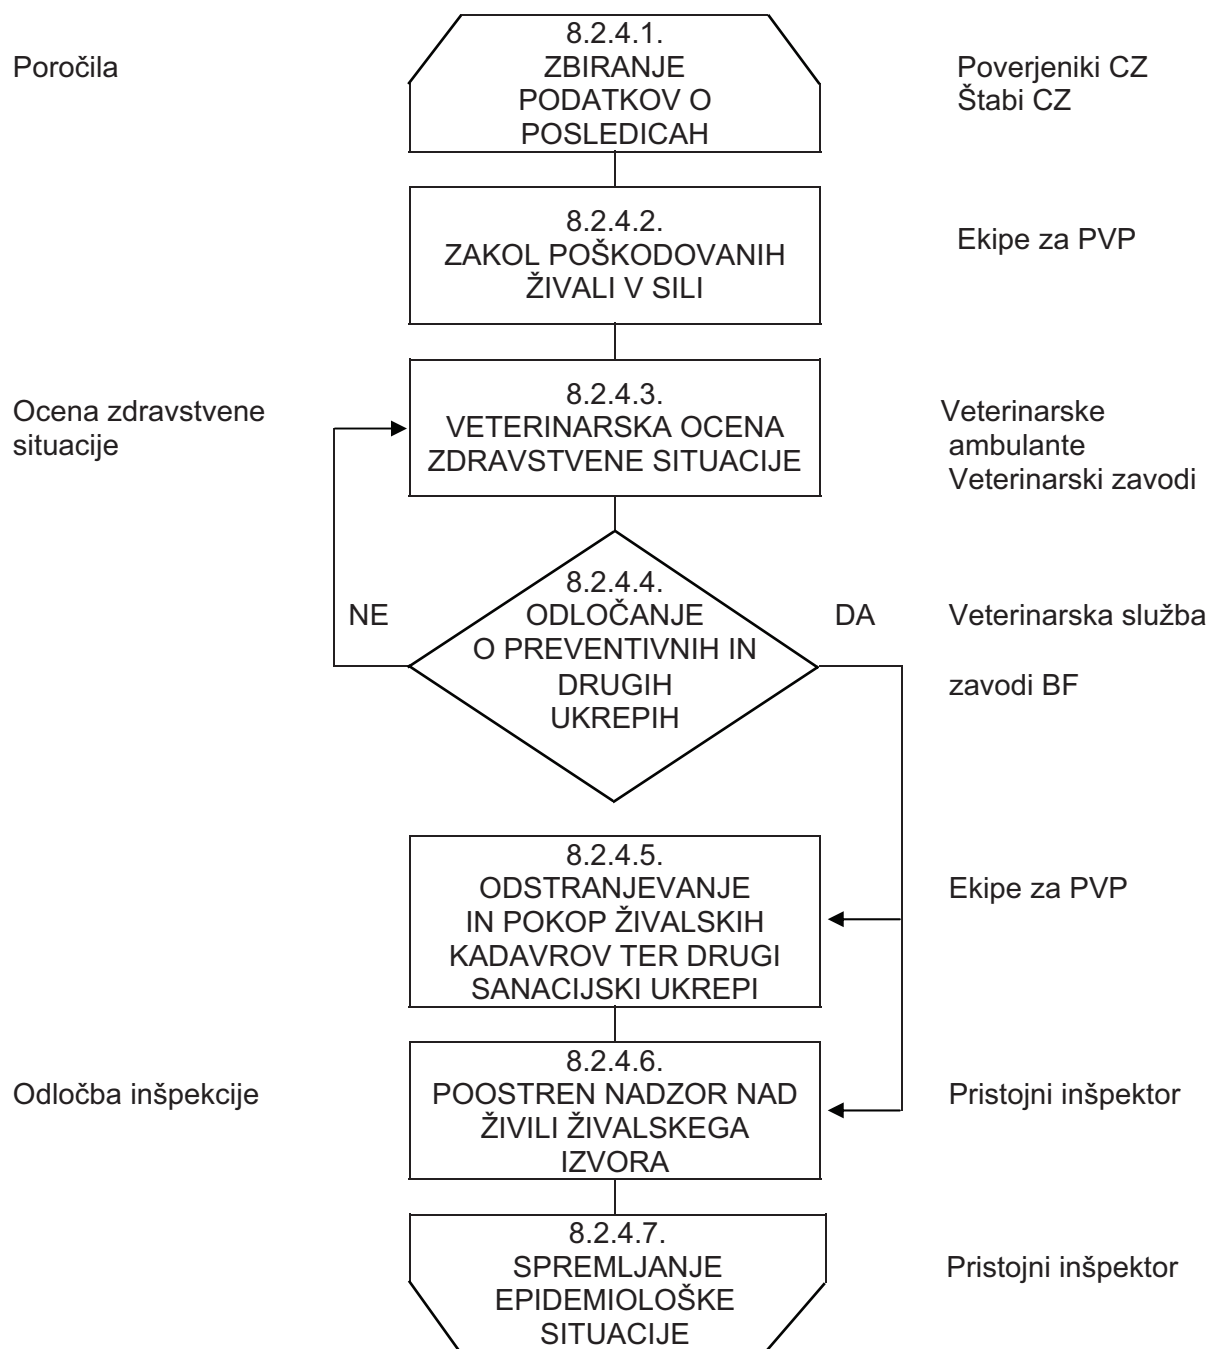 8.2.4.1.
Poročila
ZBIRANJE
Poverjeniki CZ
PODATKOV O
Štabi CZ
POSLEDICAH
8.2.4.2.
Ekipe za PVP
ZAKOL POŠKODOVANIH
ŽIVALI V SILI
8.2.4.3.
Ocena zdravstvene
situacije
VETERINARSKA OCENA
ZDRAVSTVENE SITUACIJE
Veterinarske
ambulante
Veterinarski zavodi
8.2.4.4.
NE
ODLOČANJE
DA
Veterinarska služba
O PREVENTIVNIH IN
DRUGIH
zavodi BF
UKREPIH
8.2.4.5.
ODSTRANJEVANJE
Ekipe za PVP
IN POKOP ŽIVALSKIH
KADAVROV TER DRUGI
SANACIJSKI UKREPI
8.2.4.6.
Odločba inšpekcije
POOSTREN NADZOR NAD
Pristojni inšpektor
ŽIVILI ŽIVALSKEGA
IZVORA
8.2.4.7.
SPREMLJANJE
Pristojni inšpektor
EPIDEMIOLOŠKE
SITUACIJE